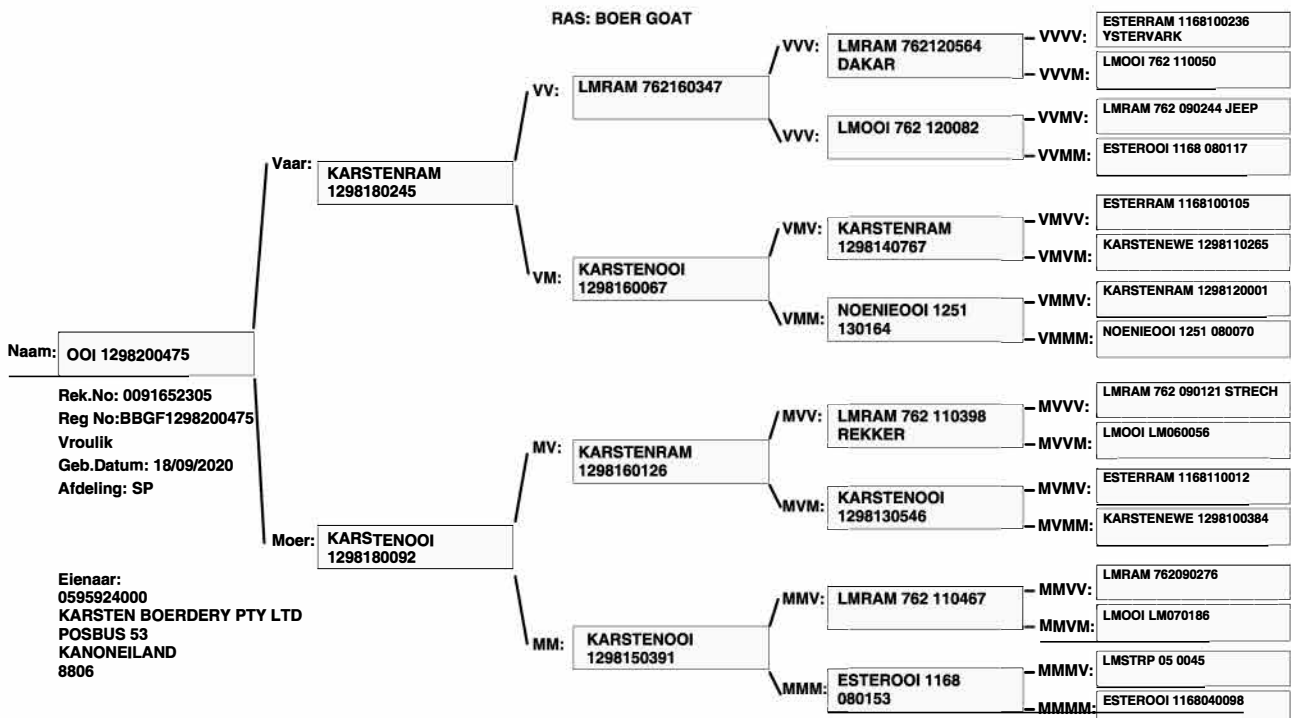 RAS: BOER GOAT
Naam: OOI 1298200475
Rek.No: 0091652305
Reg No:BBGF1298200475
Vroulik
Geb.Datum: 18/09/2020
Afdeling: SP
Eienaar:
0595924000
KARSTEN BOERDERY PTY LTD
POSBUS 53
KANONEILAND
8806
Vaar: KARSTENRAM
1298180245
Moer: KARSTENOOI
1298180092
VV: LMRAM 762160347
VM: KARSTENOOI
1298160067
MV: KARSTENRAM
1298160126
MM: KARSTENOOI
1298150391
VVV: LMRAM 762120564
DAKAR
VVV: LMOOI 762 120082
VMV: KARSTENRAM
1298140767
VMM: NOENIEOOI 1251
130164
MVV: LMRAM 762 110398
REKKER
MVM: KARSTENOOI
1298130546
MMV: LMRAM 762 110467
MMM: ESTEROOI 1168
080153
VVVV: ESTERRAM 1168100236
YSTERVARK
VVVM: LMOOI 762 110050
VVMV: LMRAM 762 090244 JEEP
VVMM: ESTEROOI 1168 080117
VMVV: ESTERRAM 1168100105
VMVM: KARSTENEWE 1298110265
VMMV: KARSTENRAM 1298120001
VMMM: NOENIEOOI 1251 080070
MVVV: LMRAM 762 090121 STRECH
MVVM: LMOOI LM060056
MVMV: ESTERRAM 1168110012
MVMM: KARSTENEWE 1298100384
MMVV: LMRAM 762090276
MMVM: LMOOI LM070186
MMMV: LMSTRP 05 0045
MMMM: ESTEROOI 1168040098